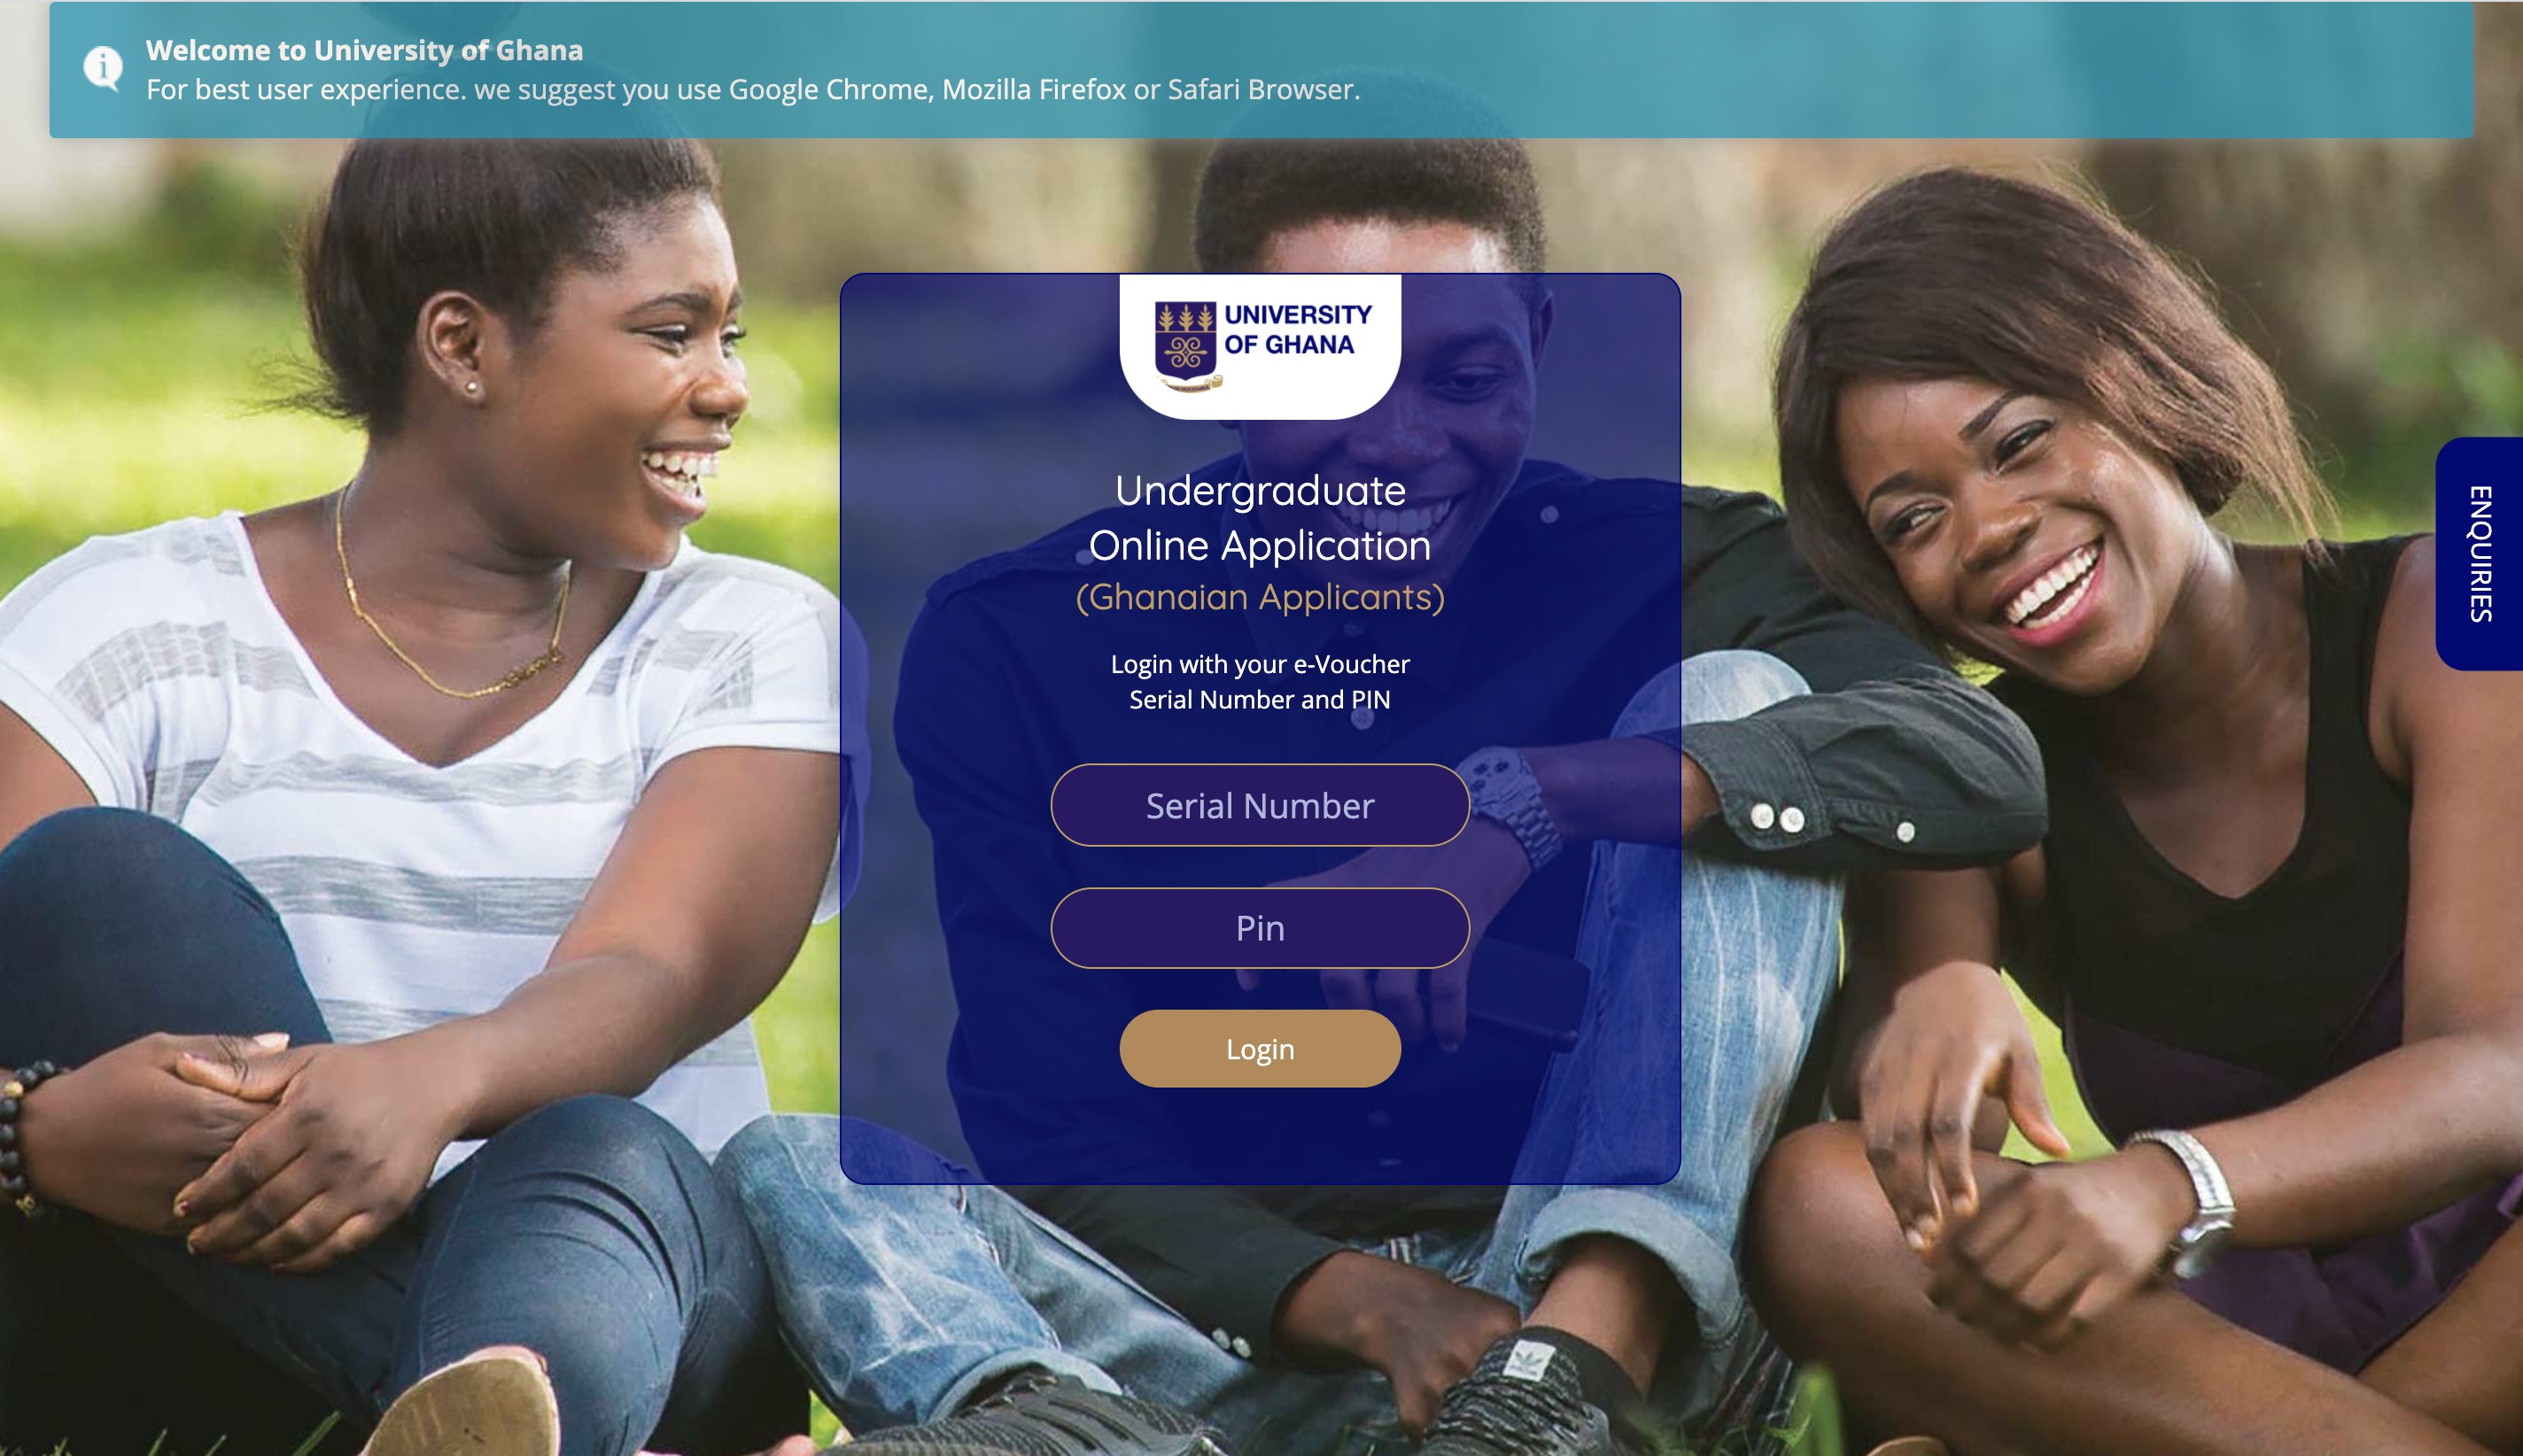 Welcome to University of Ghana
For best user experience. we suggest you use Google Chrome, Mozilla Firefox or Safari Browser.
UNIVERSITY
OF GHANA
Undergraduate
Online Application
(Ghanaian Applicants)
Login with your e-Voucher
Serial Number and PIN
Serial Number
Pin
Login
ENQUIRIES